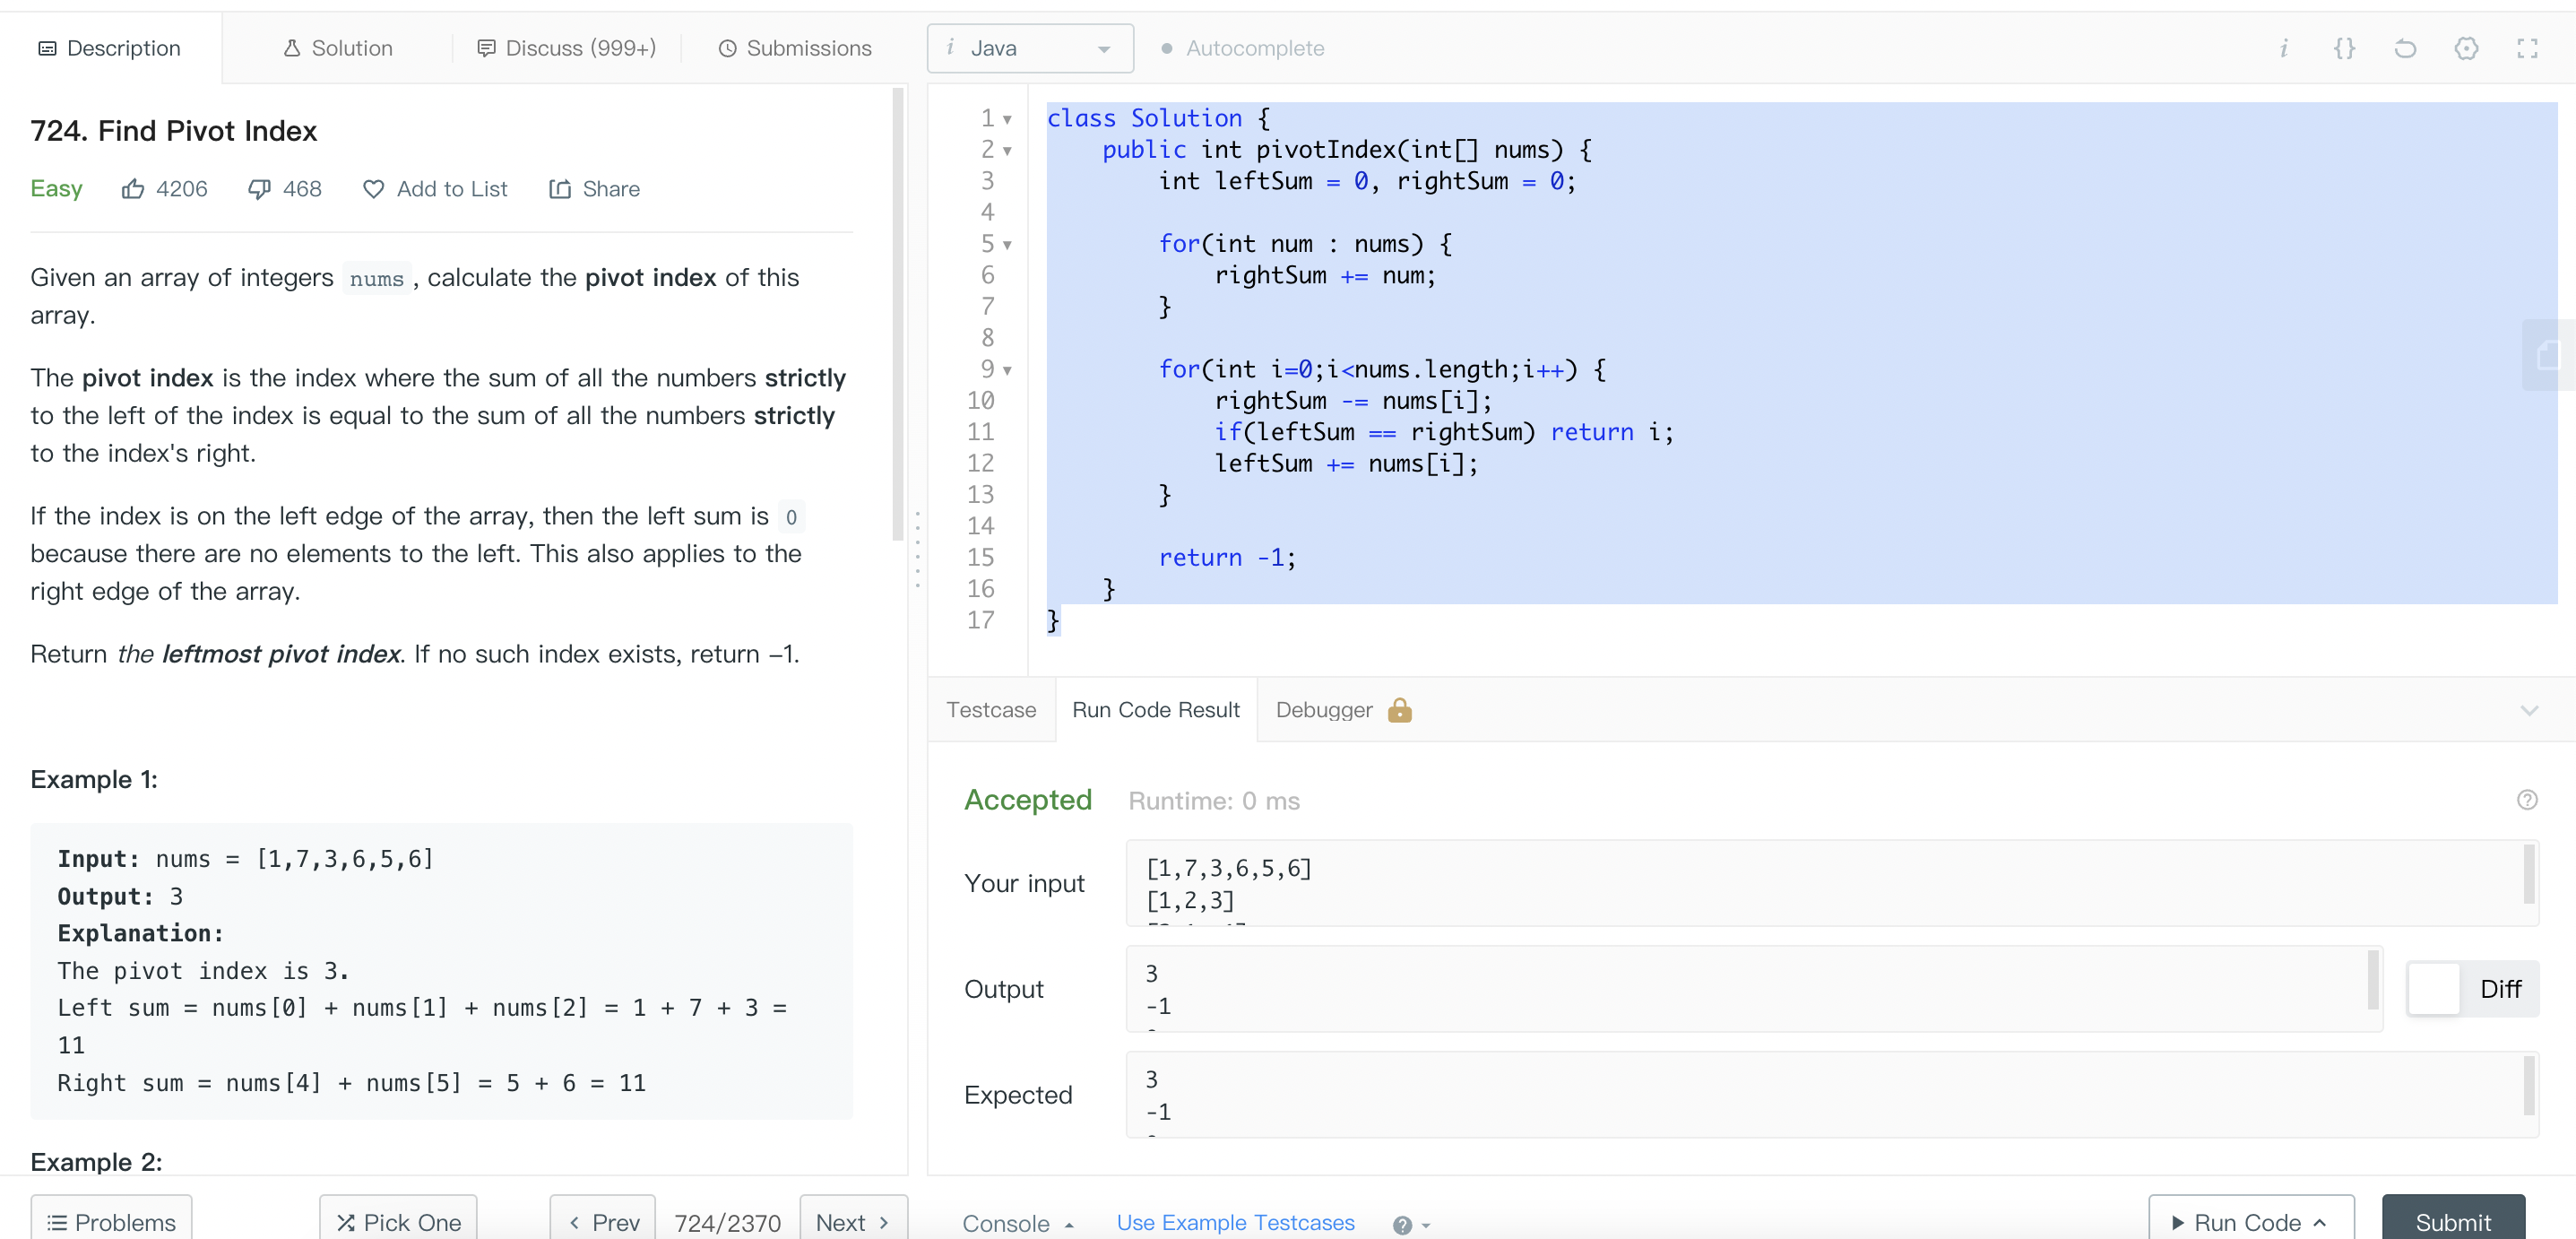 Description
Solution
Discuss (999+)
Submissions
i Java
Autocomplete
i {}
724. Find Pivot Index
Easy 4206 468 Add to List Share
Given an array of integers nums , calculate the pivot index of this
array.
The pivot index is the index where the sum of all the numbers strictly
to the left of the index is equal to the sum of all the numbers strictly
to the index's right.
If the index is on the left edge of the array, then the left sum is 0
because there are no elements to the left. This also applies to the
right edge of the array.
Return the leftmost pivot index. If no such index exists, return -1.
Example 1:
Input: nums = [1,7,3,6,5,6]
Output: 3
Explanation:
The pivot index is 3.
Left sum = nums[0] + nums[1] + nums[2] = 1 + 7 + 3 =
11
Right sum = nums[4] + nums[5] = 5 + 6 = 11
Example 2:
Problems
Pick One
Prev
724/2370
Next
1 class Solution {
2 public int pivotIndex(int[] nums) {
3 int leftSum = 0, rightSum = 0;
4
5 for(int num : nums) {
6 rightSum += num;
7 }
8
9 for(int i=0;i<nums.length;i++) {
10 rightSum -= nums[i];
11 if(leftSum == rightSum) return i;
12 leftSum += nums[i];
13 }
14
15 return -1;
16 }
17 }
Testcase
Run Code Result
Debugger
Accepted Runtime: 0 ms
?
Your input
[1,7,3,6,5,6]
[1,2,3]
Output
3
-1
Diff
Expected
3
-1
Console
Use Example Testcases
?
Run Code
Submit